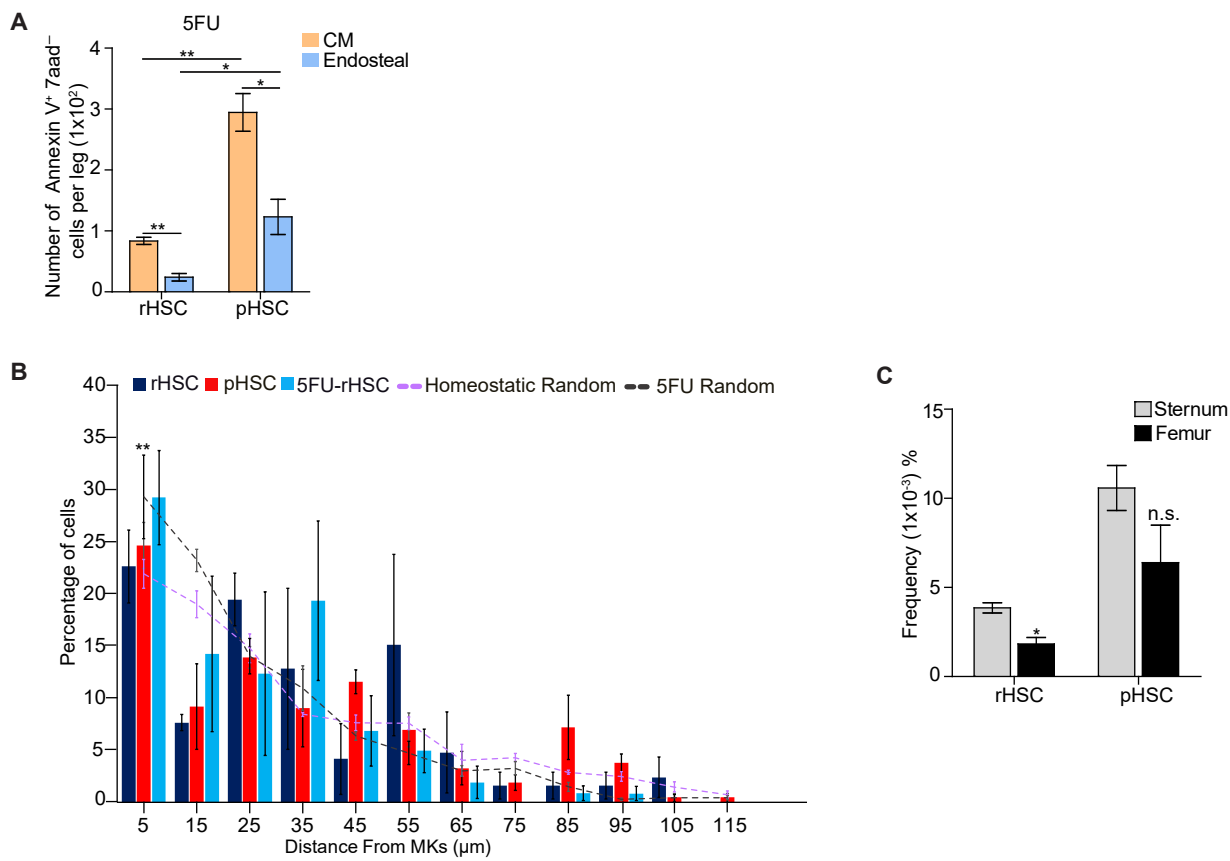 A
5FU
CM
Endosteal
Number of Annexin V⁺ 7aad⁻
cells per leg (1x10²)
4
3
2
1
0
**
*
*
**
rHSC pHSC
B
rHSC pHSC 5FU-rHSC Homeostatic Random 5FU Random
Percentage of cells
40
35
30
25
20
15
10
5
0
**
5 15 25 35 45 55 65 75 85 95 105 115
Distance From MKs (µm)
C
Sternum
Femur
Frequency (1x10⁻³) %
15
10
5
0
*
n.s.
rHSC pHSC